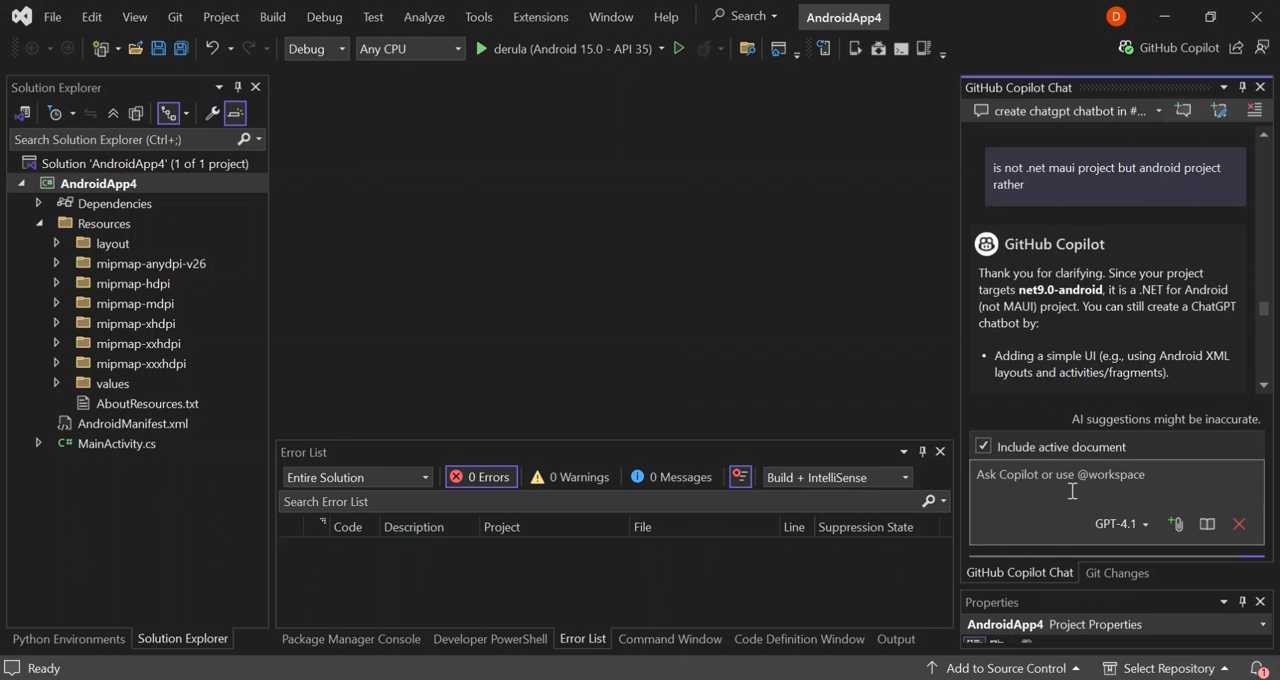 File Edit View Git Project Build Debug Test Analyze Tools Extensions Window Help Search AndroidApp4 D
Debug Any CPU derula (Android 15.0 - API 35) GitHub Copilot
Solution Explorer
Search Solution Explorer (Ctrl+;)
Solution 'AndroidApp4' (1 of 1 project)
AndroidApp4
Dependencies
Resources
layout
mipmap-anydpi-v26
mipmap-hdpi
mipmap-mdpi
mipmap-xhdpi
mipmap-xxhdpi
mipmap-xxxhdpi
values
AboutResources.txt
AndroidManifest.xml
C# MainActivity.cs
Python Environments Solution Explorer
Error List
Entire Solution 0 Errors 0 Warnings 0 Messages Build + IntelliSense
Search Error List
Code Description Project File Line Suppression State
Package Manager Console Developer PowerShell Error List Command Window Code Definition Window Output
GitHub Copilot Chat
create chatgpt chatbot in #...
is not .net maui project but android project
rather
GitHub Copilot
Thank you for clarifying. Since your project
targets net9.0-android, it is a .NET for Android
(not MAUI) project. You can still create a ChatGPT
chatbot by:
• Adding a simple UI (e.g., using Android XML
layouts and activities/fragments).
AI suggestions might be inaccurate.
Include active document
Ask Copilot or use @workspace
GPT-4.1
GitHub Copilot Chat Git Changes
Properties
AndroidApp4 Project Properties
Ready Add to Source Control Select Repository 1